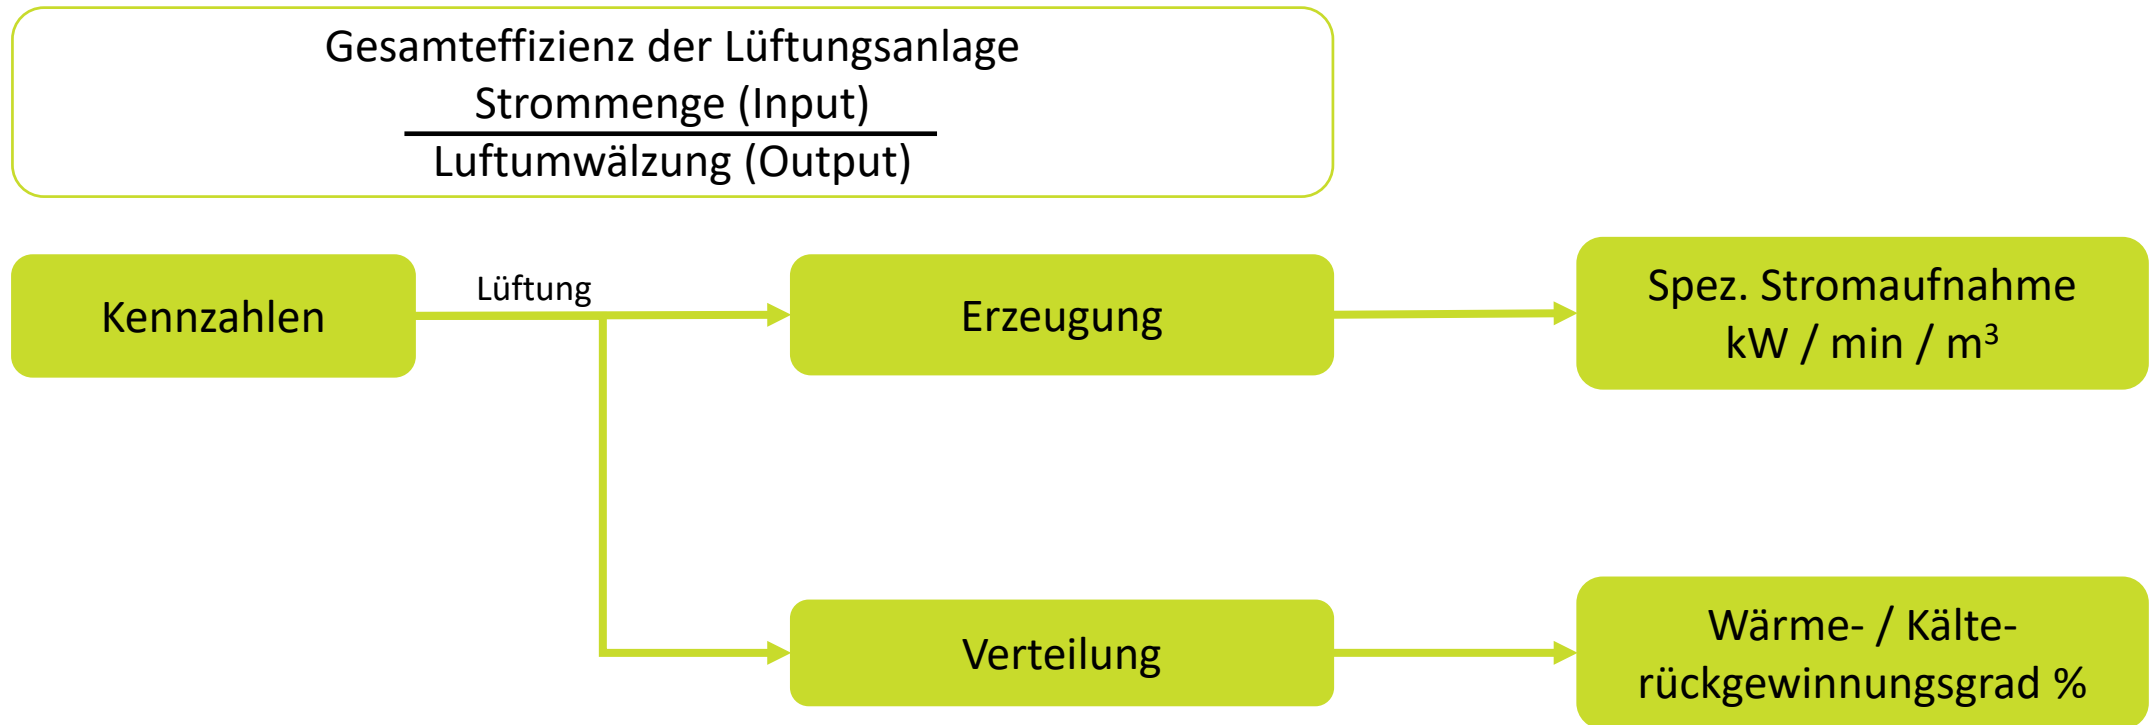 Gesamteffizienz der Lüftungsanlage
Strommenge (Input)
Luftumwälzung (Output)
Kennzahlen
Lüftung
Erzeugung
Spez. Stromaufnahme
kW / min / m³
Verteilung
Wärme- / Kälte-
rückgewinnungsgrad %